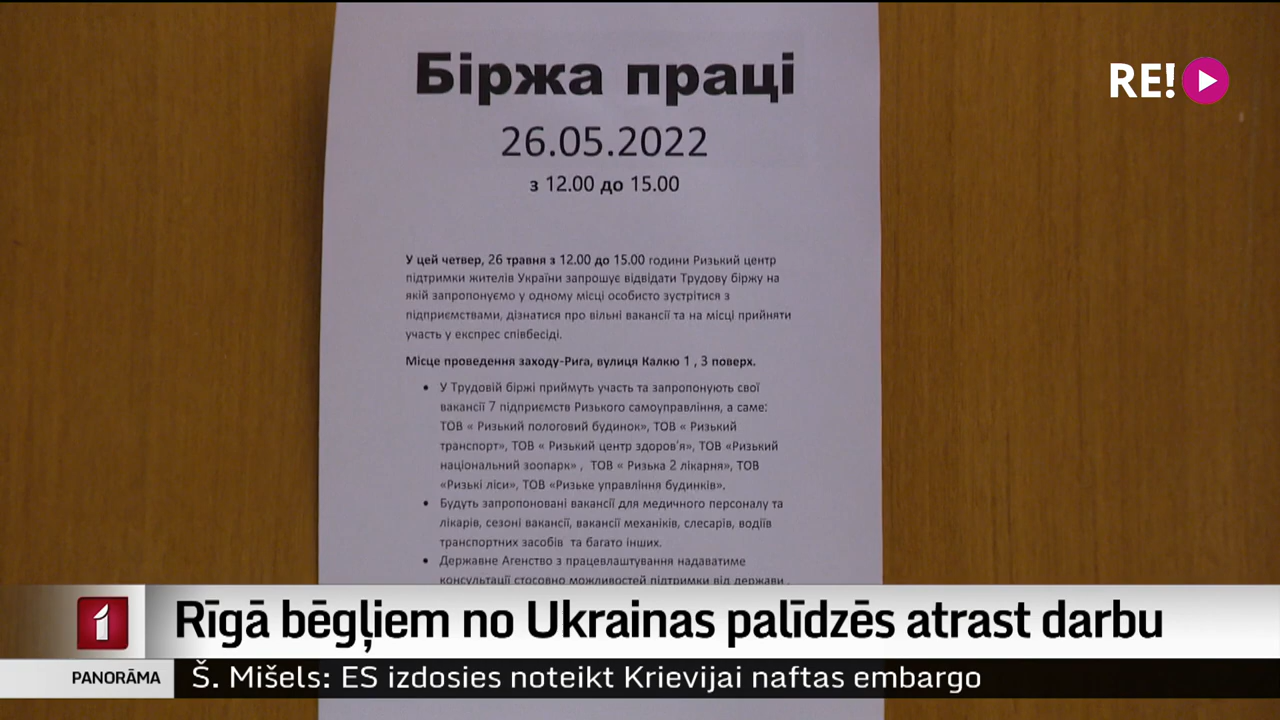 Біржа праці
RE!
26.05.2022
з 12.00 до 15.00
У цей четвер, 26 травня з 12.00 до 15.00 години Ризький центр
підтримки жителів України запрошує відвідати Трудову біржу на
якій запропонуємо у одному місці особисто зустрітися з
підприємствами, дізнатися про вільні вакансії та на місці прийняти
участь у експрес співбесіді.
Місце проведення заходу-Рига, вулиця Калкю 1 , 3 поверх.
• У Трудовій біржі приймуть участь та запропонують свої
вакансії 7 підприємств Ризького самоуправління, а саме:
ТОВ « Ризький пологовий будинок», ТОВ « Ризький
транспорт», ТОВ « Ризький центр здоров'я», ТОВ «Ризький
національний зоопарк» , ТОВ « Ризька 2 лікарня», ТОВ
«Ризькі ліси», ТОВ «Ризьке управління будинків».
• Будуть запропоновані вакансії для медичного персоналу та
лікарів, сезоні вакансії, вакансії механіків, слесарів, водіїв
транспортних засобів та багато інших.
• Державне Агенство з працевлаштування надаватиме
консультації стосовно можливостей підтримки від держави .
1 Rīgā bēgļiem no Ukrainas palīdzēs atrast darbu
PANORĀMA Š. Mišels: ES izdosies noteikt Krievijai naftas embargo